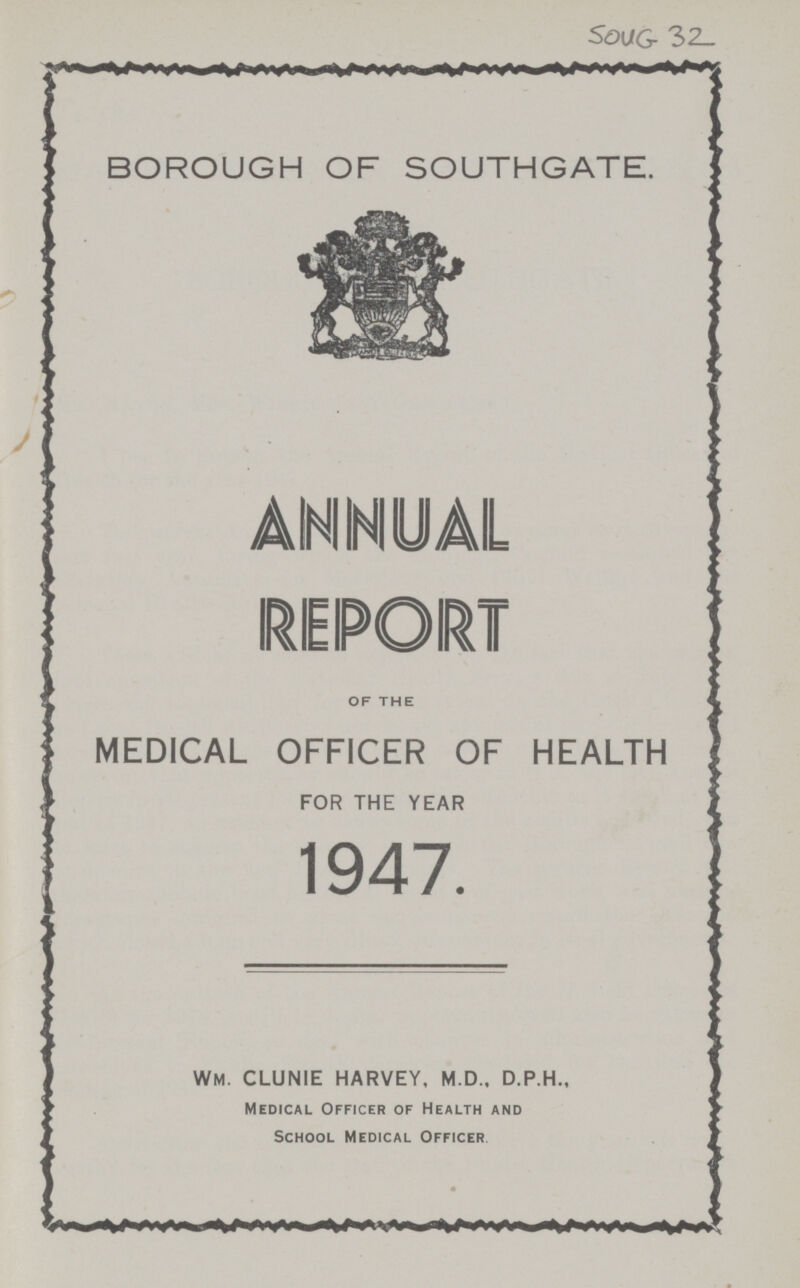 SOUG 32
BOROUGH OF SOUTHGATE.
ANNUAL
REPORT
OF THE
MEDICAL OFFICER OF HEALTH
FOR THE YEAR
1947.
WM. CLUNIE HARVEY, M.D., D.P.H.,
MEDICAL OFFICER OF HEALTH AND
SCHOOL MEDICAL OFFICER.